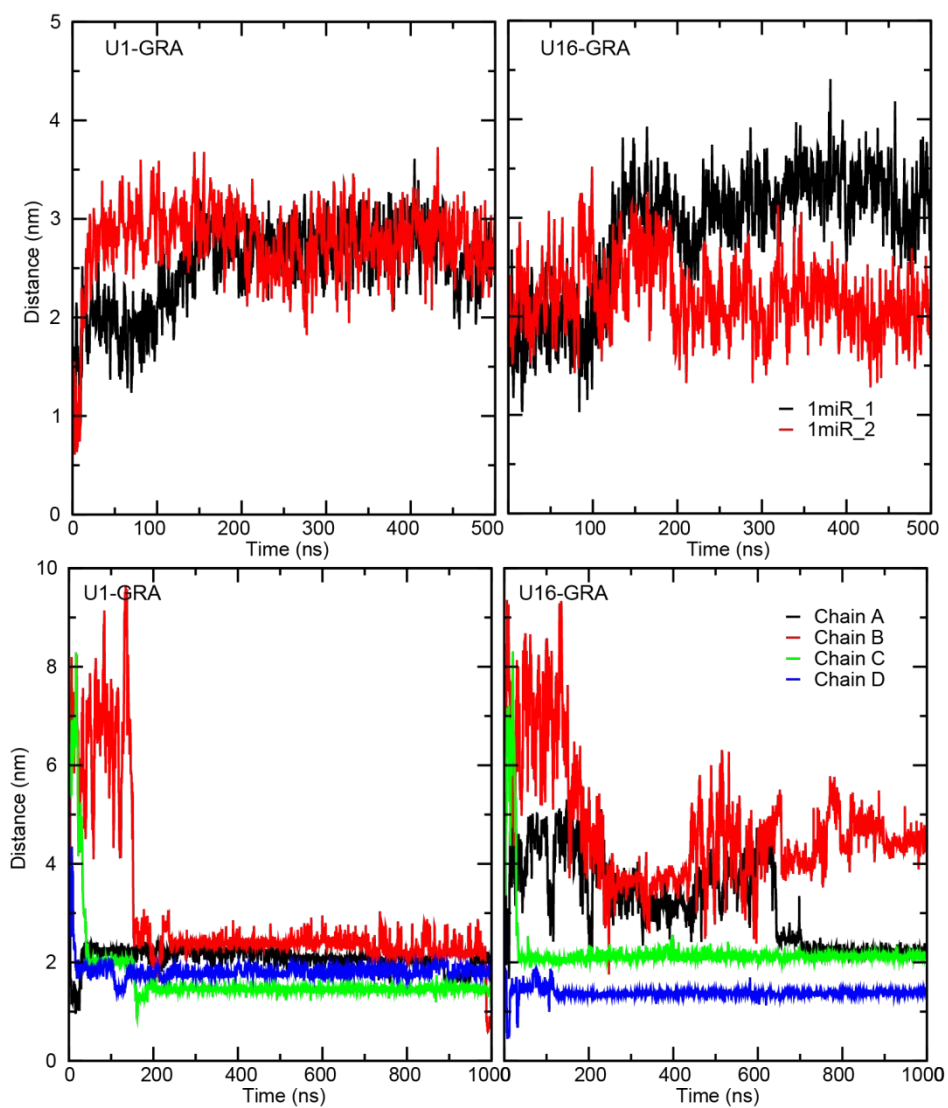 U1-GRA
U16-GRA
5
4
3
2
1
0
Distance (nm)
1miR_1
1miR_2
0 100 200 300 400 500
100 200 300 400 500
Time (ns)
Time (ns)
U1-GRA
U16-GRA
10
8
6
4
2
0
Distance (nm)
Chain A
Chain B
Chain C
Chain D
0 200 400 600 800 1000
200 400 600 800 1000
Time (ns)
Time (ns)